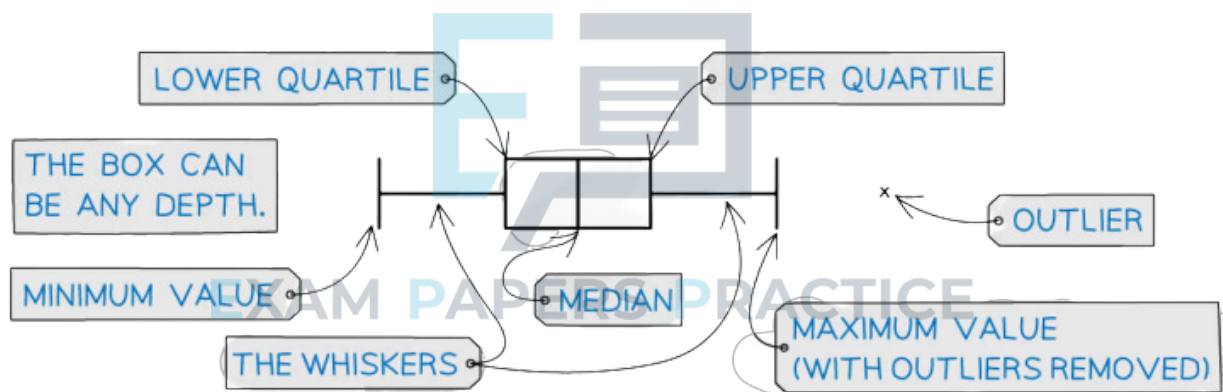 LOWER QUARTILE
UPPER QUARTILE
THE BOX CAN
BE ANY DEPTH.
x
OUTLIER
MINIMUM VALUE
MEDIAN
EXAM PAPERS PRACTICE
THE WHISKERS
MAXIMUM VALUE
(WITH OUTLIERS REMOVED)